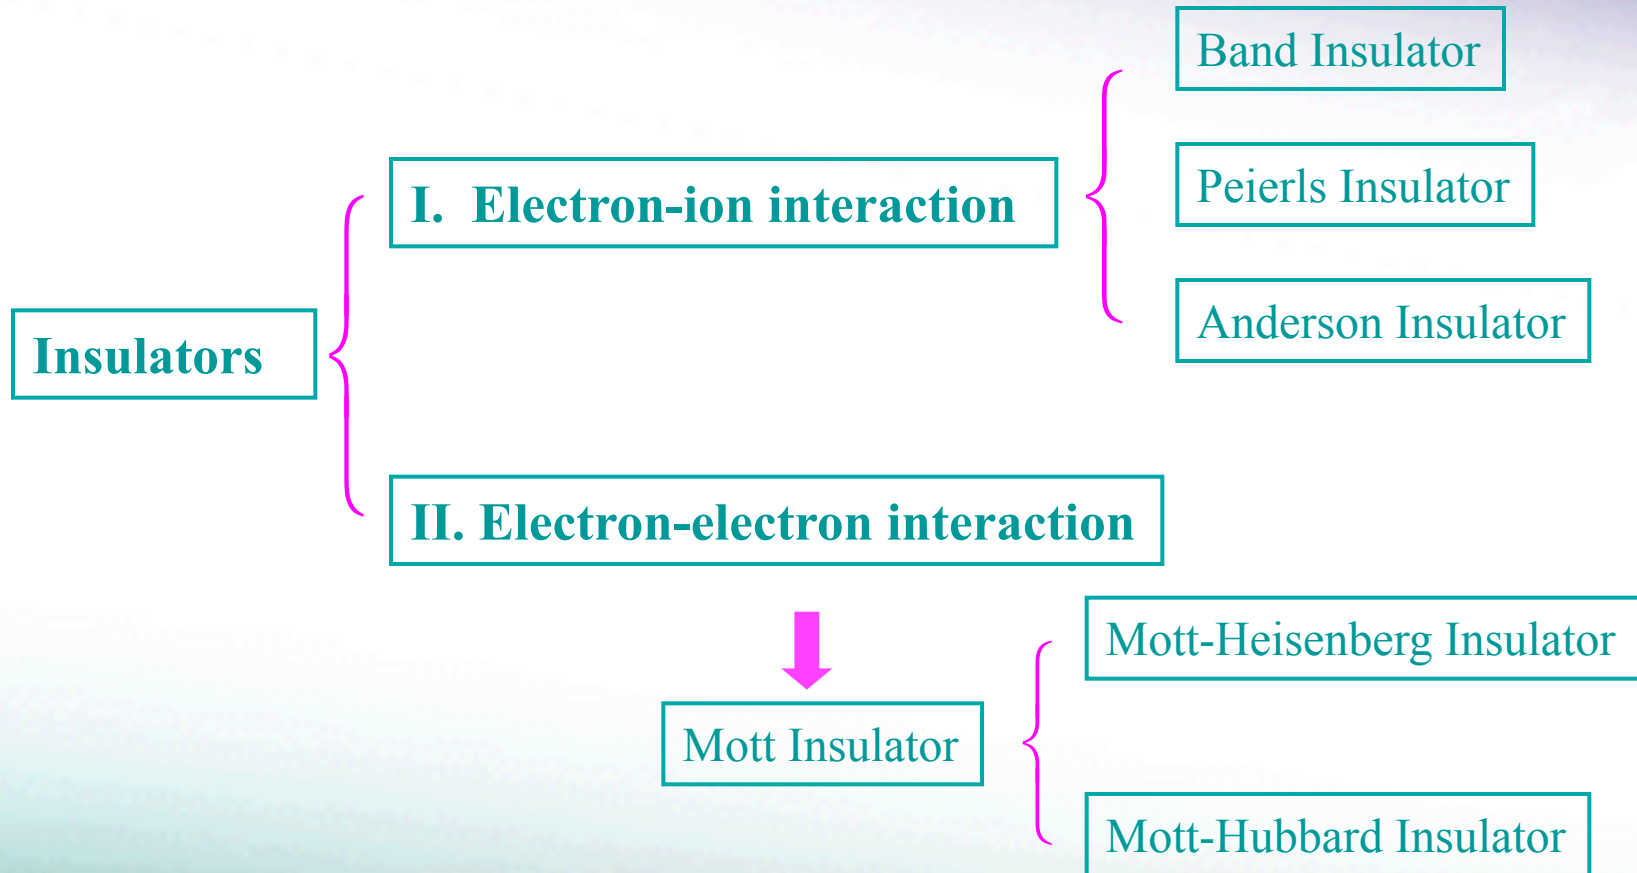 Band Insulator
I. Electron-ion interaction
Peierls Insulator
Anderson Insulator
Insulators
II. Electron-electron interaction
Mott-Heisenberg Insulator
Mott Insulator
Mott-Hubbard Insulator